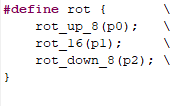 #define rot { \
    rot_up_8(p0); \
    rot_16(p1); \
    rot_down_8(p2); \
}